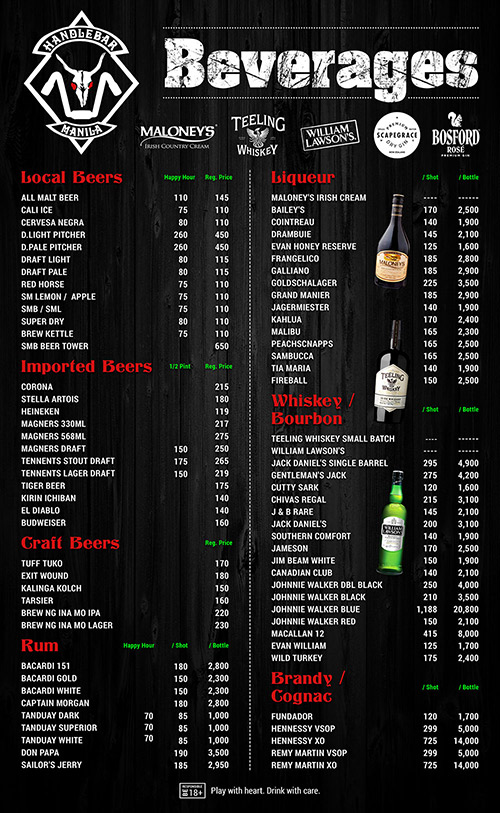 HANDLEBAR
MANILA
Beverages
MALONEY'S
IRISH COUNTRY CREAM
TEELING
WHISKEY
WILLIAM
LAWSON'S
PREMIUM
SCAPEGRACE
DRY GIN
NEW ZEALAND
BOSFORD
ROSÉ
PREMIUM GIN
Local Beers Happy Hour Reg. Price
ALL MALT BEER 110 145
CALI ICE 75 110
CERVESA NEGRA 80 110
D.LIGHT PITCHER 260 450
D.PALE PITCHER 260 450
DRAFT LIGHT 80 115
DRAFT PALE 80 115
RED HORSE 75 110
SM LEMON / APPLE 75 110
SMB / SML 75 110
SUPER DRY 80 110
BREW KETTLE 75 110
SMB BEER TOWER 650
Imported Beers 1/2 Pint Reg. Price
CORONA 215
STELLA ARTOIS 180
HEINEKEN 119
MAGNERS 330ML 217
MAGNERS 568ML 275
MAGNERS DRAFT 150 250
TENNENTS STOUT DRAFT 175 265
TENNENTS LAGER DRAFT 150 219
TIGER BEER 175
KIRIN ICHIBAN 140
EL DIABLO 140
BUDWEISER 160
Craft Beers Reg. Price
TUFF TUKO 170
EXIT WOUND 180
KALINGA KOLCH 150
TARSIER 160
BREW NG INA MO IPA 220
BREW NG INA MO LAGER 230
Rum Happy Hour / Shot / Bottle
BACARDI 151 180 2,800
BACARDI GOLD 150 2,300
BACARDI WHITE 150 2,300
CAPTAIN MORGAN 180 2,800
TANDUAY DARK 70 85 1,000
TANDUAY SUPERIOR 70 85 1,000
TANDUAY WHITE 70 85 1,000
DON PAPA 190 3,500
SAILOR'S JERRY 185 2,950
Liqueur / Shot / Bottle
MALONEY'S IRISH CREAM ---- ------
BAILEY'S 170 2,500
COINTREAU 140 1,900
DRAMBUIE 145 2,100
EVAN HONEY RESERVE 125 1,600
FRANGELICO 185 2,800
GALLIANO 185 2,900
GOLDSCHALAGER 225 3,500
GRAND MANIER 185 2,900
JAGERMIESTER 140 1,900
KAHLUA 170 2,400
MALIBU 165 2,300
PEACHSCNAPPS 165 2,500
SAMBUCCA 165 2,500
TIA MARIA 140 1,900
FIREBALL 150 2,500
MALONEY'S
TEELING
WHISKEY
Whiskey /
Bourbon / Shot / Bottle
TEELING WHISKEY SMALL BATCH ---- ------
WILLIAM LAWSON'S ---- ------
JACK DANIEL'S SINGLE BARREL 295 4,900
GENTLEMAN'S JACK 275 4,200
CUTTY SARK 120 1,600
CHIVAS REGAL 215 3,100
J & B RARE 145 2,100
JACK DANIEL'S 200 3,100
SOUTHERN COMFORT 140 1,900
JAMESON 170 2,500
JIM BEAM WHITE 150 1,900
CANADIAN CLUB 140 2,100
JOHNNIE WALKER DBL BLACK 250 4,000
JOHNNIE WALKER BLACK 210 3,500
JOHNNIE WALKER BLUE 1,188 20,800
JOHNNIE WALKER RED 150 2,100
MACALLAN 12 415 8,000
EVAN WILLIAM 125 1,700
WILD TURKEY 175 2,400
WILLIAM
LAWSON'S
Brandy /
Cognac / Shot / Bottle
FUNDADOR 120 1,700
HENNESSY VSOP 299 5,000
HENNESSY XO 725 14,000
REMY MARTIN VSOP 299 5,000
REMY MARTIN XO 725 14,000
RESPONSIBLE
BE 18+ Play with heart. Drink with care.